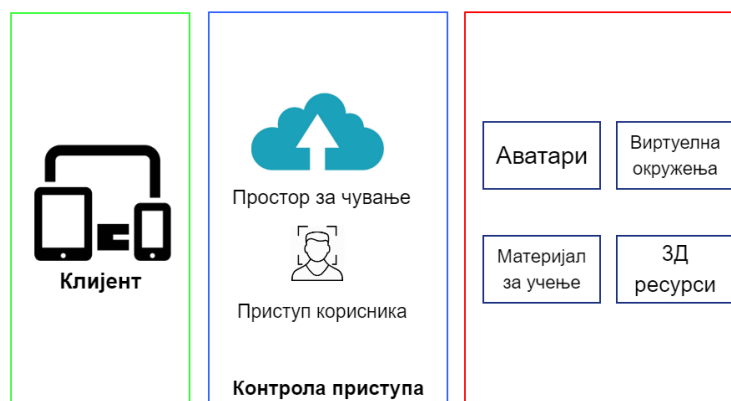 Клијент
Простор за чување
Приступ корисника
Контрола приступа
Аватари
Виртуелна
окружења
Материјал
за учење
3Д
ресурси